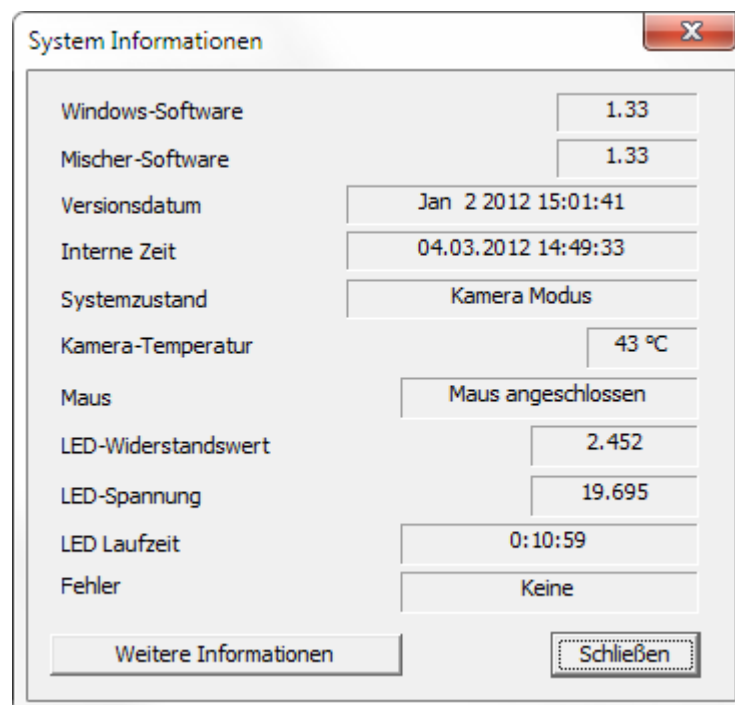 System Informationen
Windows-Software 1.33
Mischer-Software 1.33
Versionsdatum Jan 2 2012 15:01:41
Interne Zeit 04.03.2012 14:49:33
Systemzustand Kamera Modus
Kamera-Temperatur 43 ºC
Maus Maus angeschlossen
LED-Widerstandswert 2.452
LED-Spannung 19.695
LED Laufzeit 0:10:59
Fehler Keine
Weitere Informationen Schließen